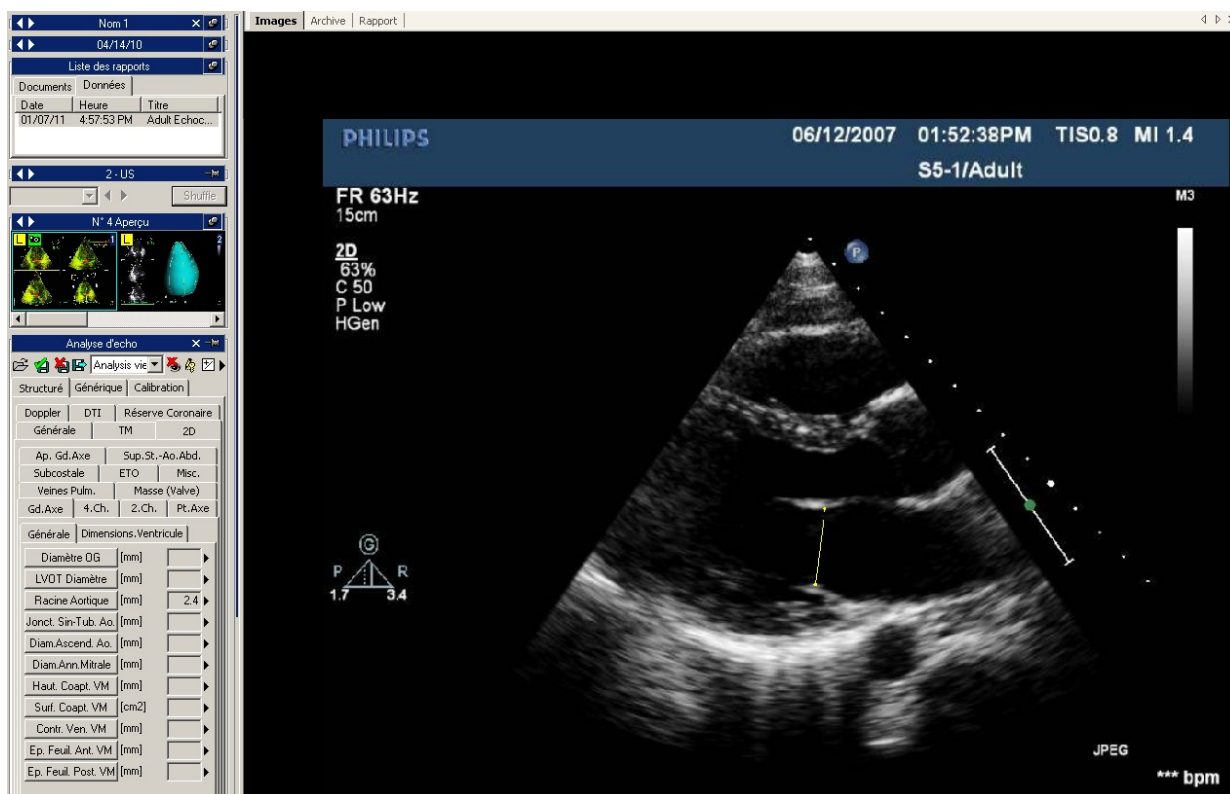 Nom 1
04/14/10
Liste des rapports
Documents Données
Date Heure Titre
01/07/11 4:57:53 PM Adult Echoc...
2 - US
Shuffle
N° 4 Aperçu
L L 1 2
Analyse d'echo
Analysis vie
Structuré Générique Calibration
Doppler DTI Réserve Coronaire
Générale TM 2D
Ap. Gd.Axe Sup.St.-Ao.Abd.
Subcostale ETO Misc.
Veines Pulm. Masse (Valve)
Gd.Axe 4.Ch. 2.Ch. Pt.Axe
Générale Dimensions.Ventricule
Diamètre OG [mm]
LVOT Diamètre [mm]
Racine Aortique [mm] 2.4
Jonct. Sin-Tub. Ao. [mm]
Diam.Ascend. Ao. [mm]
Diam.Ann.Mitrale [mm]
Haut. Coapt. VM [mm]
Surf. Coapt. VM [cm2]
Contr. Ven. VM [mm]
Ep. Feuil. Ant. VM [mm]
Ep. Feuil. Post. VM [mm]
Images Archive Rapport
PHILIPS 06/12/2007 01:52:38PM TIS0.8 MI 1.4
S5-1/Adult
FR 63Hz
15cm
M3
2D
63%
C 50
P Low
HGen
P
G
P R
1.7 3.4
JPEG
*** bpm